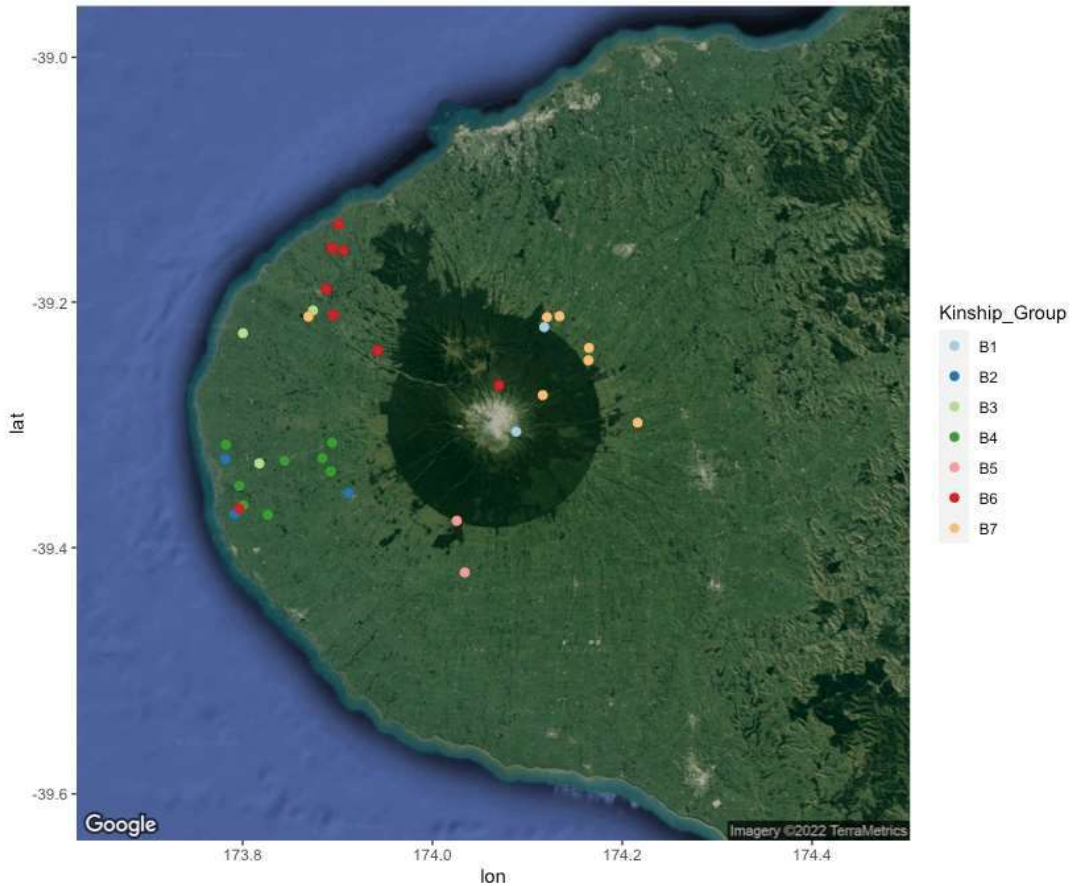 -39.0
-39.2
-39.4
-39.6
lat
173.8
174.0
174.2
174.4
lon
Google
Imagery ©2022 TerraMetrics
Kinship_Group
B1
B2
B3
B4
B5
B6
B7